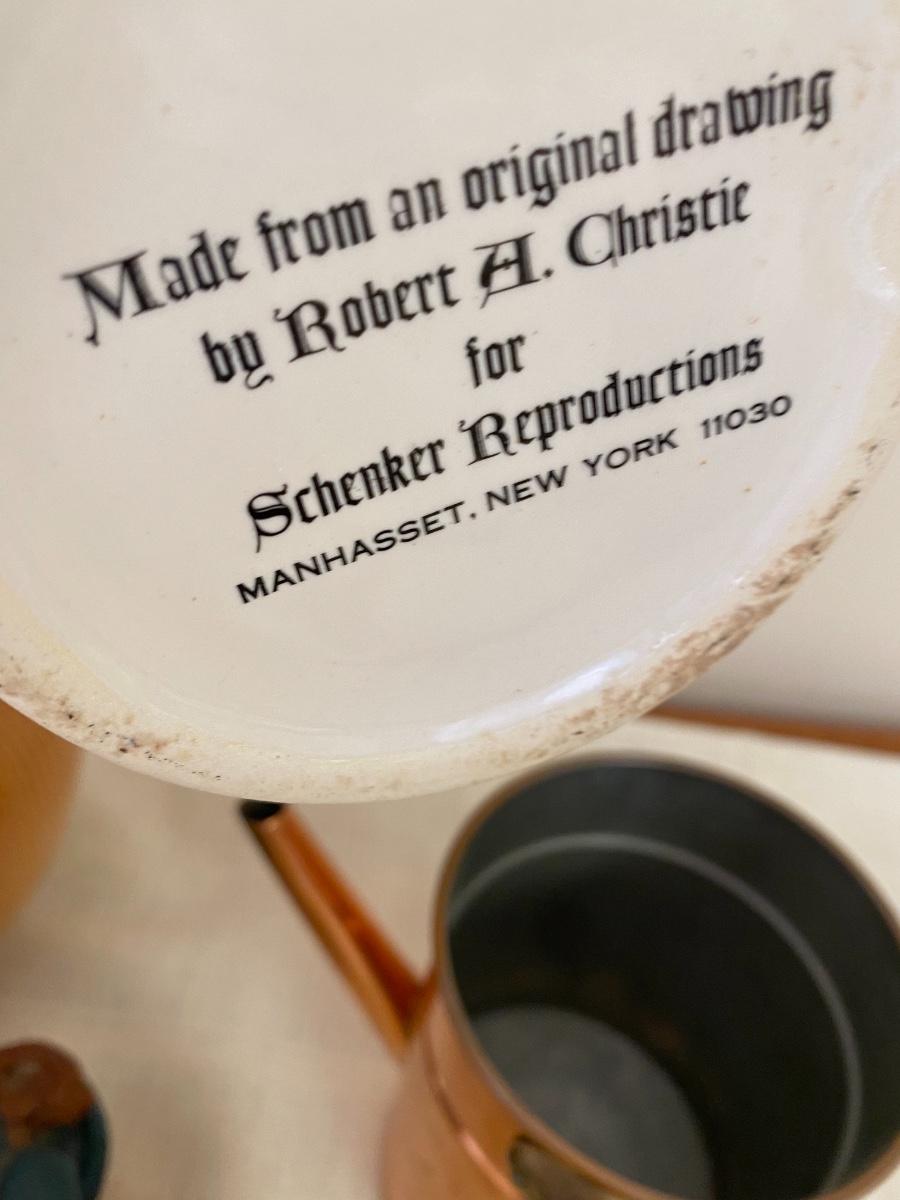 Made from an original drawing
by Robert A. Christie
for
Schenker Reproductions
MANHASSET, NEW YORK 11030